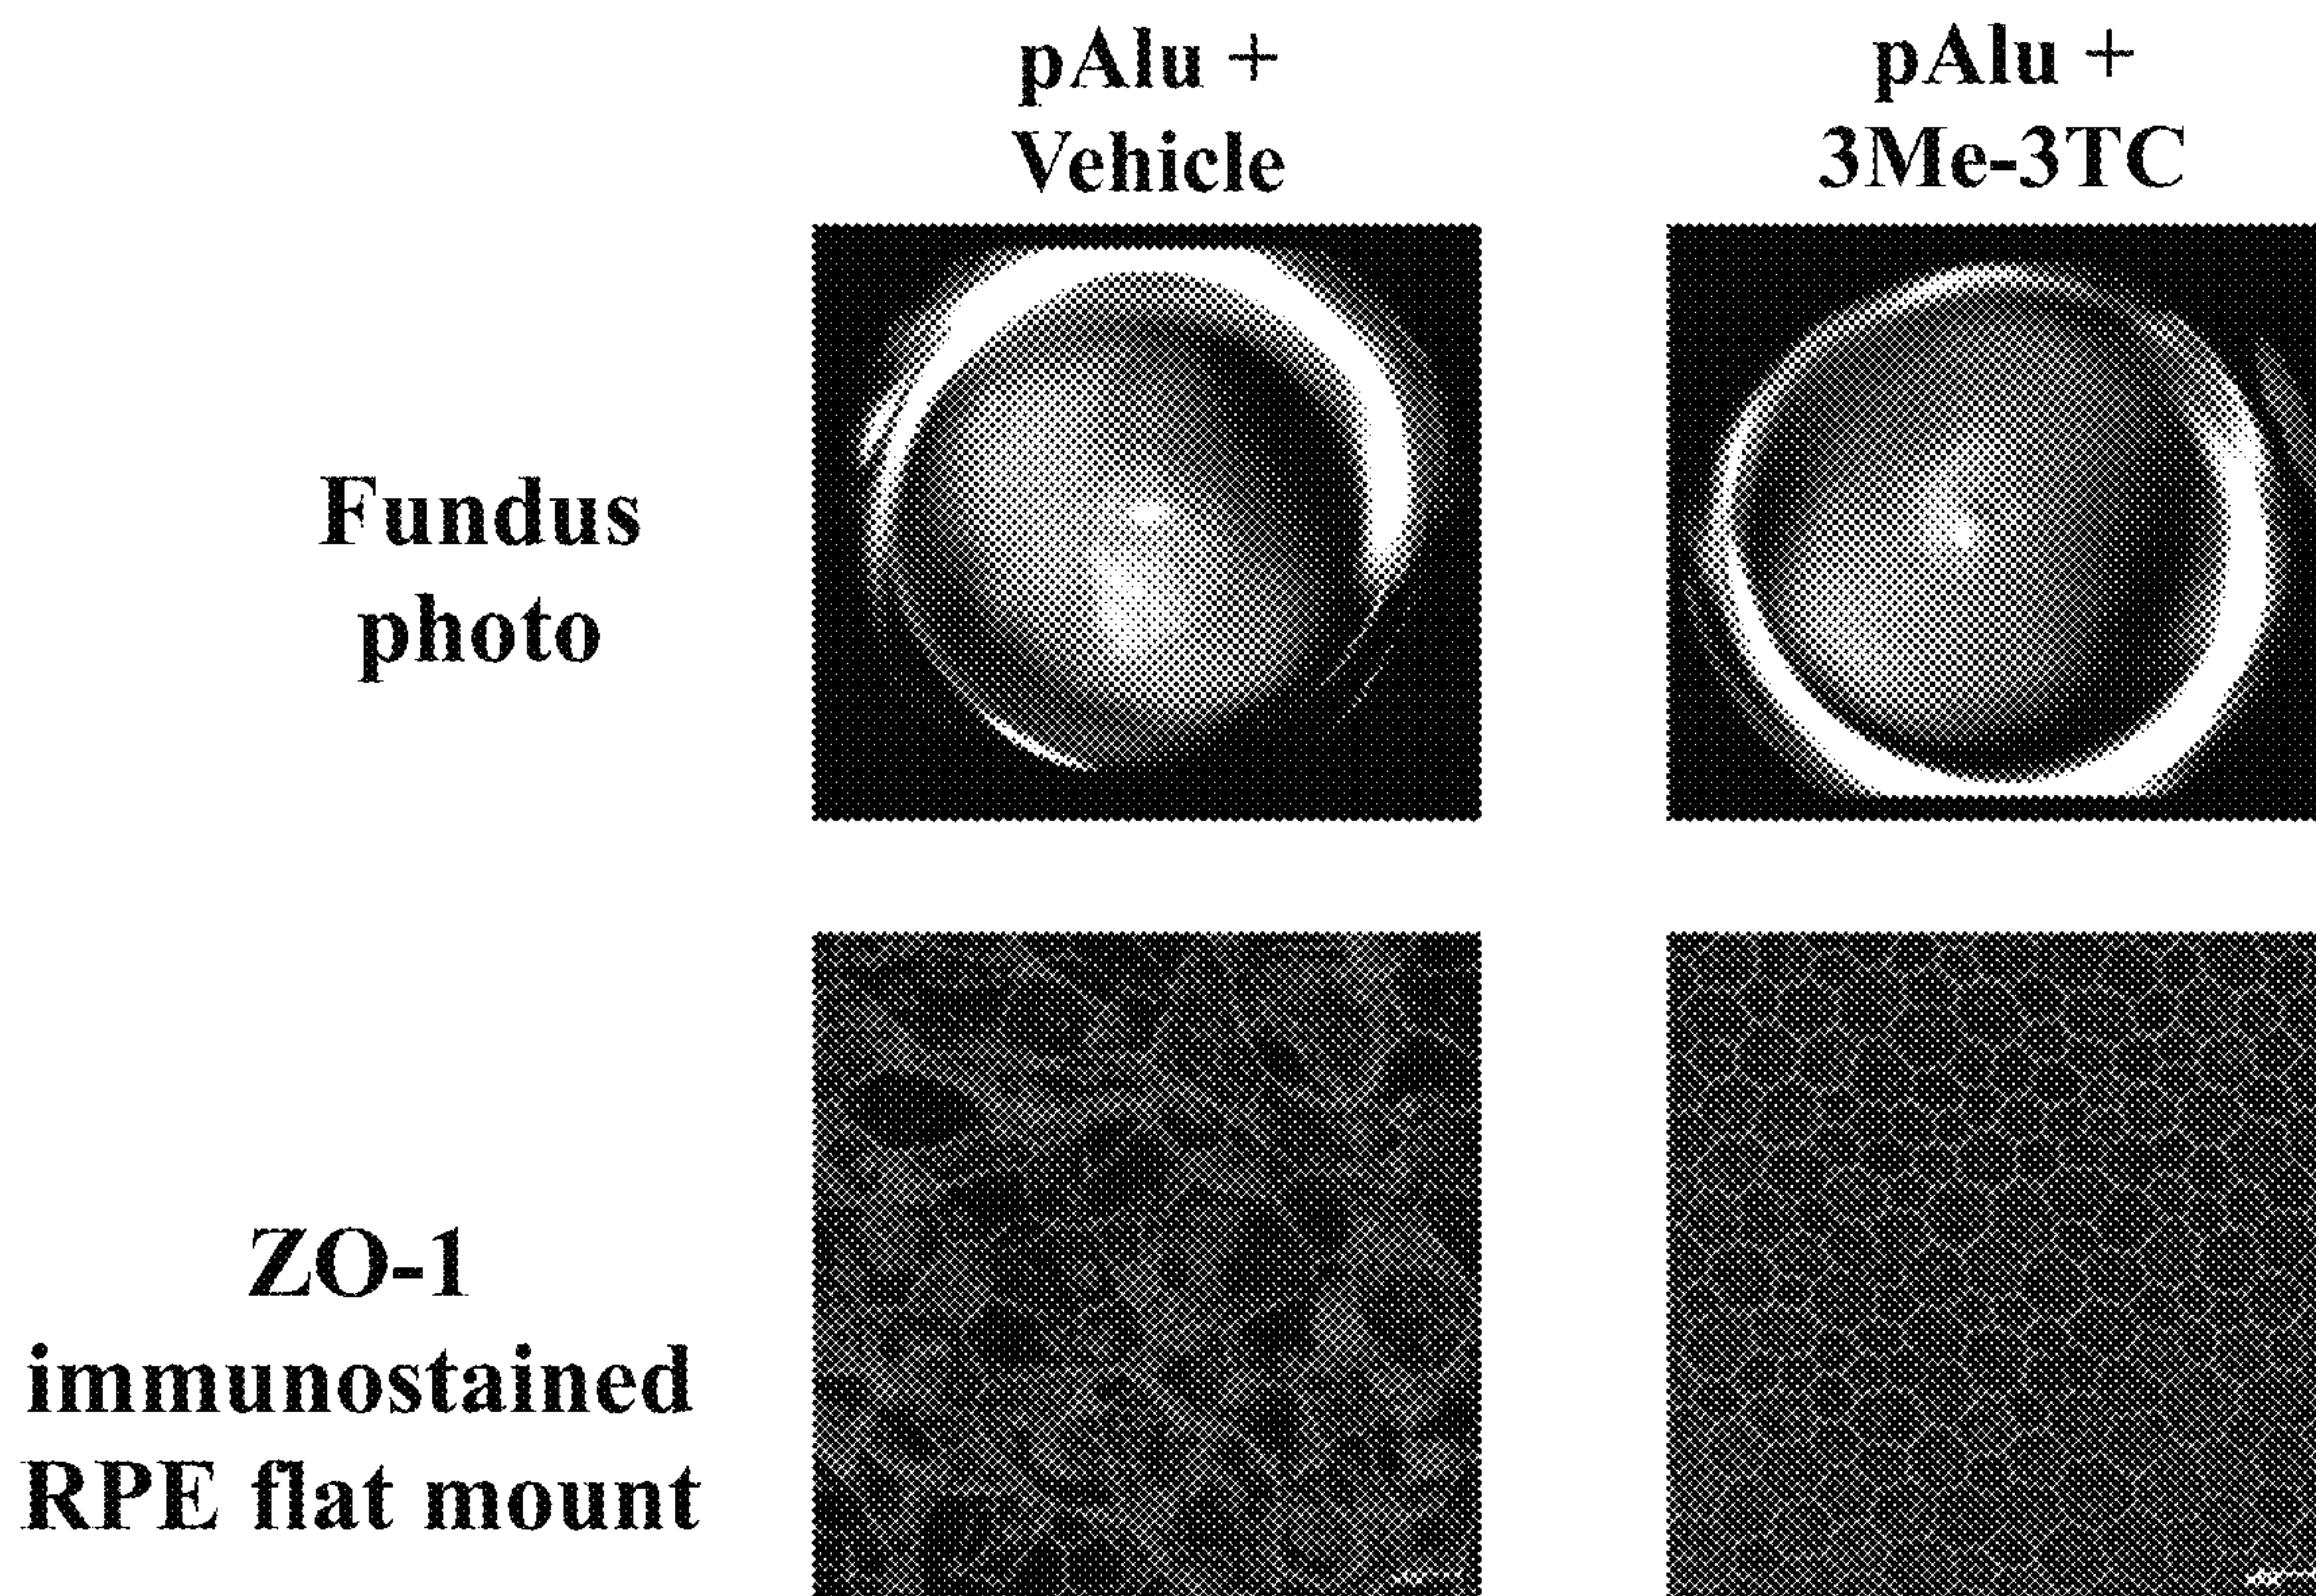 pAlu +
Vehicle
pAlu +
3Me-3TC
Fundus
photo
ZO-1
immunostained
RPE flat mount